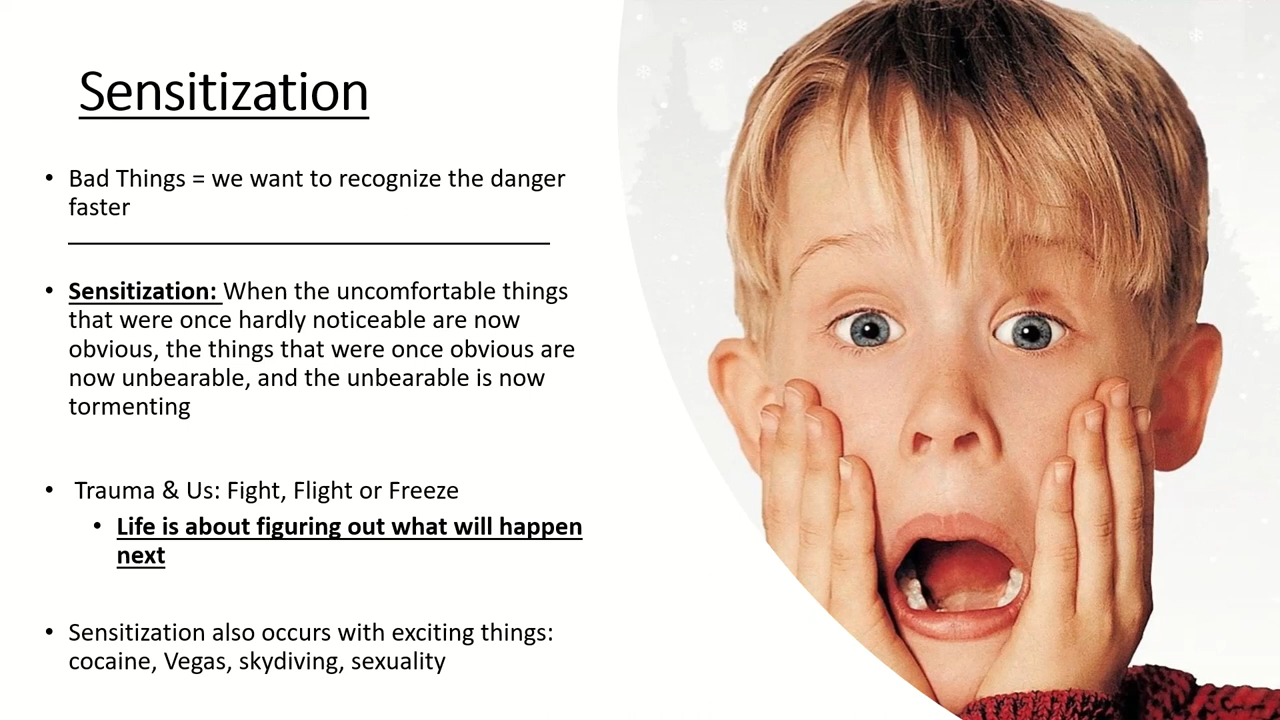 Sensitization
• Bad Things = we want to recognize the danger
faster
• Sensitization: When the uncomfortable things
that were once hardly noticeable are now
obvious, the things that were once obvious are
now unbearable, and the unbearable is now
tormenting
• Trauma & Us: Fight, Flight or Freeze
• Life is about figuring out what will happen
next
• Sensitization also occurs with exciting things:
cocaine, Vegas, skydiving, sexuality